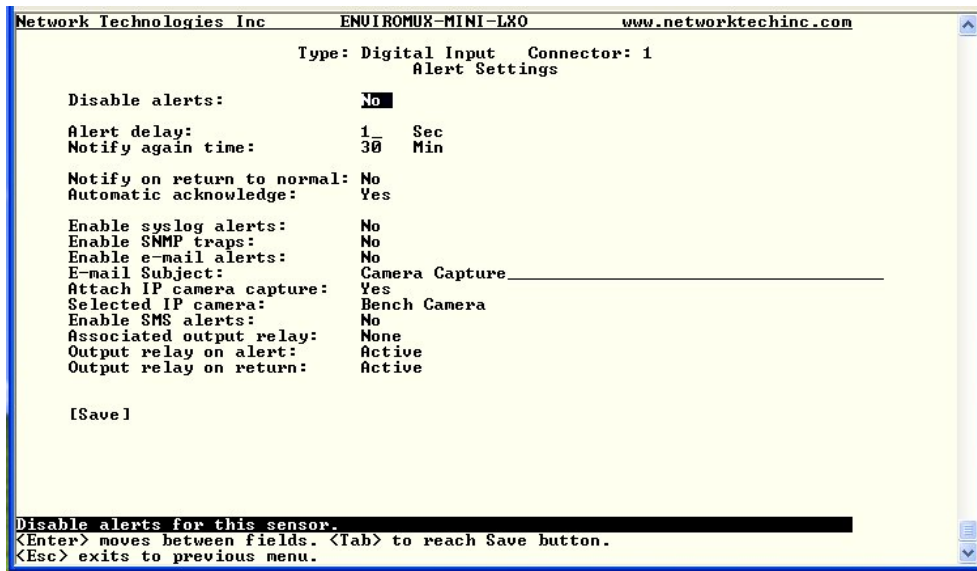 Network Technologies Inc ENVIROMUX-MINI-LXO www.networktechinc.com
Type: Digital Input Connector: 1
Alert Settings
Disable alerts: No
Alert delay: 1_ Sec
Notify again time: 30 Min
Notify on return to normal: No
Automatic acknowledge: Yes
Enable syslog alerts: No
Enable SNMP traps: No
Enable e-mail alerts: No
E-mail Subject: Camera Capture
Attach IP camera capture: Yes
Selected IP camera: Bench Camera
Enable SMS alerts: No
Associated output relay: None
Output relay on alert: Active
Output relay on return: Active
[Save]
Disable alerts for this sensor.
<Enter> moves between fields. <Tab> to reach Save button.
<Esc> exits to previous menu.